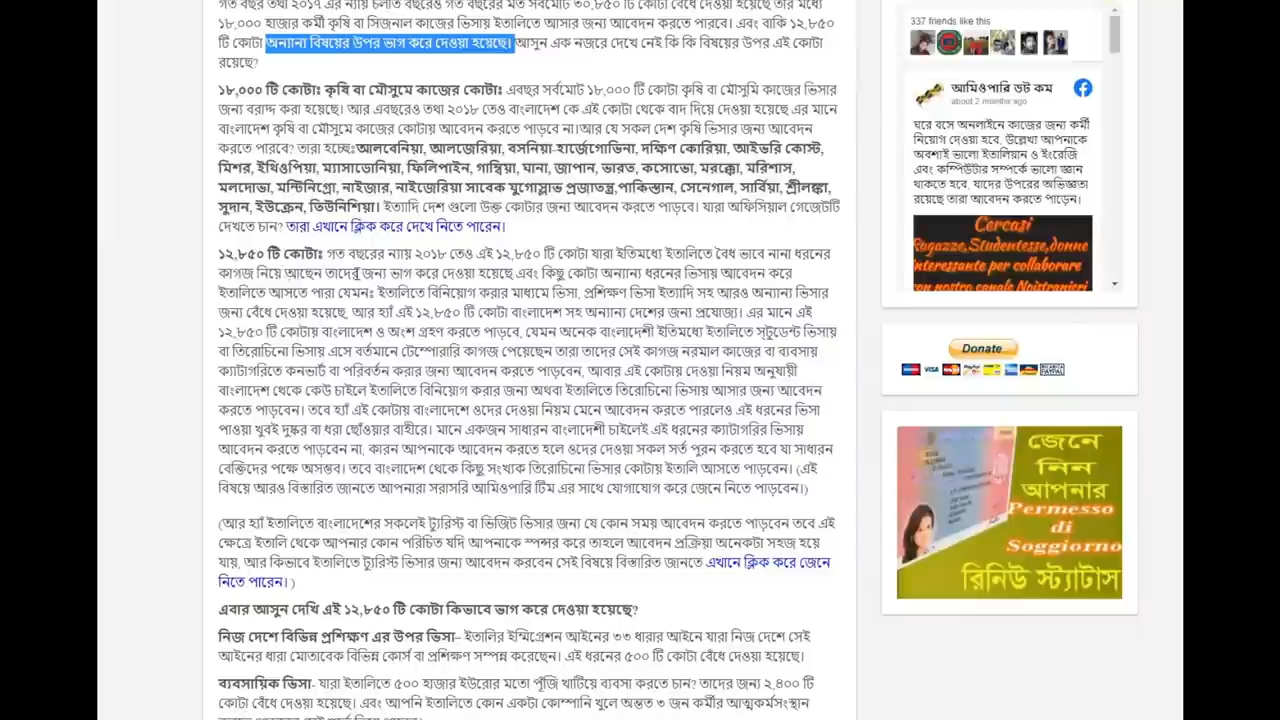 গত বছর তথা ২০১৭ এর ন্যায় চলতি বছরেও গত বছরের মত সর্বমোট ৩০,৮৫০ টি কোটা বেঁধে দেওয়া হয়েছে তার মধ্যে
১৮,০০০ হাজার কর্মী কৃষি বা সিজনাল কাজের ভিসায় ইতালিতে আসার জন্য আবেদন করতে পারবে। এবং বাকি ১২,৮৫০
টি কোটা অন্যান্য বিষয়ের উপর ভাগ করে দেওয়া হয়েছে। আসুন এক নজরে দেখে নেই কি কি বিষয়ের উপর এই কোটা
রয়েছে?
১৮,০০০ টি কোটাঃ কৃষি বা মৌসুমে কাজের কোটাঃ এবছর সর্বমোট ১৮,০০০ টি কোটা কৃষি বা মৌসুমি কাজের ভিসার
জন্য বরাদ্দ করা হয়েছে। আর এবছরেও তথা ২০১৮ তেও বাংলাদেশ কে এই কোটা থেকে বাদ দিয়ে দেওয়া হয়েছে এর মানে
বাংলাদেশ কৃষি বা মৌসুমে কাজের কোটায় আবেদন করতে পাড়বে না।আর যে সকল দেশ কৃষি ভিসার জন্য আবেদন
করতে পারবে? তারা হচ্ছেঃআলবেনিয়া, আলজেরিয়া, বসনিয়া-হার্জেগোভিনা, দক্ষিণ কোরিয়া, আইভরি কোস্ট,
মিশর, ইথিওপিয়া, ম্যাসাডেনিয়া, ফিলিপাইন, গাম্বিয়া, ঘানা, জাপান, ভারত, কসোভো, মরক্কো, মরিশাস,
মলদোভা, মন্টিনিগ্রো, নাইজার, নাইজেরিয়া সাবেক যুগোস্লাভ প্রজাতন্ত্র,পাকিস্তান, সেনেগাল, সার্বিয়া, শ্রীলঙ্কা,
সুদান, ইউক্রেন, তিউনিশিয়া। ইত্যাদি দেশ গুলো উক্ত কোটার জন্য আবেদন করতে পাড়বে। যারা অফিসিয়াল গেজেটটি
দেখতে চান? তারা এখানে ক্লিক করে দেখে নিতে পারেন।
১২,৮৫০ টি কোটাঃ গত বছরের ন্যায় ২০১৮ তেও এই ১২,৮৫০ টি কোটা যারা ইতিমধ্যে ইতালিতে বৈধ ভাবে নানা ধরনের
কাগজ নিয়ে আছেন তাদের জন্য ভাগ করে দেওয়া হয়েছে এবং কিছু কোটা অন্যান্য ধরনের ভিসায় আবেদন করে
ইতালিতে আসতে পারা যেমনঃ ইতালিতে বিনিয়োগ করার মাধ্যমে ভিসা, প্রশিক্ষণ ভিসা ইত্যাদি সহ আরও অন্যান্য ভিসার
জন্য বেঁধে দেওয়া হয়েছে, আর হ্যাঁ এই ১২,৮৫০ টি কোটা বাংলাদেশ সহ অন্যান্য দেশের জন্য প্রযোজ্য। এর মানে এই
১২,৮৫০ টি কোটায় বাংলাদেশ ও অংশ গ্রহণ করতে পাড়বে, যেমন অনেক বাংলাদেশী ইতিমধ্যে ইতালিতে স্টুডেন্ট ভিসায়
বা তিরোচিনো ভিসায় এসে বর্তমানে টেম্পোরারি কাগজ পেয়েছেন তারা তাদের সেই কাগজ নরমাল কাজের বা ব্যবসায়
ক্যাটাগরিতে কনভার্ট বা পরিবর্তন করার জন্য আবেদন করতে পাড়বেন, আবার এই কোটায় দেওয়া নিয়ম অনুযায়ী
বাংলাদেশ থেকে কেউ চাইলে ইতালিতে বিনিয়োগ করার জন্য অথবা ইতালিতে তিরোচিনো ভিসায় আসার জন্য আবেদন
করতে পাড়বেন। তবে হ্যাঁ এই কোটায় বাংলাদেশে ওদের দেওয়া নিয়ম মেনে আবেদন করতে পারলেও এই ধরনের ভিসা
পাওয়া খুবই দুষ্কর বা ধরা ছোঁওয়ার বাহীরে। মানে একজন সাধারন বাংলাদেশী চাইলেই এই ধরনের ক্যাটাগরির ভিসায়
আবেদন করতে পাড়বেন না, কারন আপনাকে আবেদন করতে হলে ওদের দেওয়া সকল সর্ত পুরন করতে হবে যা সাধারন
বেক্তিদের পক্ষে অসম্ভব। তবে বাংলাদেশ থেকে কিছু সংখ্যক তিরোচিনো ভিসার কোটায় ইতালি আসতে পাড়বেন। (এই
বিষয়ে আরও বিস্তারিত জানতে আপনারা সরাসরি আমিওপারি টিম এর সাথে যোগাযোগ করে জেনে নিতে পাড়বেন।)
(আর হ্যাঁ ইতালিতে বাংলাদেশের সকলেই ট্যুরিস্ট বা ভিজিট ভিসার জন্য যে কোন সময় আবেদন করতে পাড়বেন তবে এই
ক্ষেত্রে ইতালি থেকে আপনার কোন পরিচিত যদি আপনাকে স্পন্সর করে তাহলে আবেদন প্রক্রিয়া অনেকটা সহজ হয়ে
যায়, আর কিভাবে ইতালিতে ট্যুরিস্ট ভিসার জন্য আবেদন করবেন সেই বিষয়ে বিস্তারিত জানতে এখানে ক্লিক করে জেনে
নিতে পারেন। )
এবার আসুন দেখি এই ১২,৮৫০ টি কোটা কিভাবে ভাগ করে দেওয়া হয়েছে?
নিজ দেশে বিভিন্ন প্রশিক্ষণ এর উপর ভিসা– ইতালির ইম্মিগ্রেশন আইনের ৩৩ ধারার আইনে যারা নিজ দেশে সেই
আইনের ধারা মোতাবেক বিভিন্ন কোর্স বা প্রশিক্ষণ সম্পন্ন করেছেন। এই ধরনের ৫০০ টি কোটা বেঁধে দেওয়া হয়েছে।
ব্যবসায়িক ভিসা- যারা ইতালিতে ৫০০ হাজার ইউরোর মতো পূঁজি খাটিয়ে ব্যবসা করতে চান? তাদের জন্য ২,৪০০ টি
কোটা বেঁধে দেওয়া হয়েছে। এবং আপনি ইতালিতে কোন একটা কোম্পানি খুলে অন্তত ৩ জন কর্মীর আত্মকর্মসংস্থান
337 friends like this
আমিওপারি ডট কম
about 2 months ago
ঘরে বসে অনলাইনে কাজের জন্য কর্মী
নিয়োগ দেওয়া হবে, উল্লেখ্য আপনাকে
অবশ্যই ভালো ইতালিয়ান ও ইংরেজি
এবং কম্পিউটার সম্পর্কে ভালো জ্ঞান
থাকতে হবে, যাদের উপরের অভিজ্ঞতা
রয়েছে তারা আবেদন করতে পাড়েন।
Cercasi
Ragazze,Studentesse,donne
interessante per collaborare
con nostro canale Noistranieri
Donate
VISA
PAYPAL
জেনে
নিন
আপনার
Permesso
di
Soggiorno
রিনিউ স্ট্যাটাস